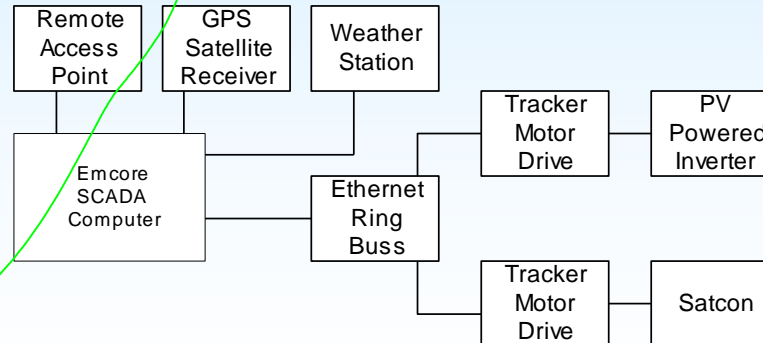 Remote
Access
Point
GPS
Satellite
Receiver
Weather
Station
Emcore
SCADA
Computer
Ethernet
Ring
Buss
Tracker
Motor
Drive
PV
Powered
Inverter
Tracker
Motor
Drive
Satcon